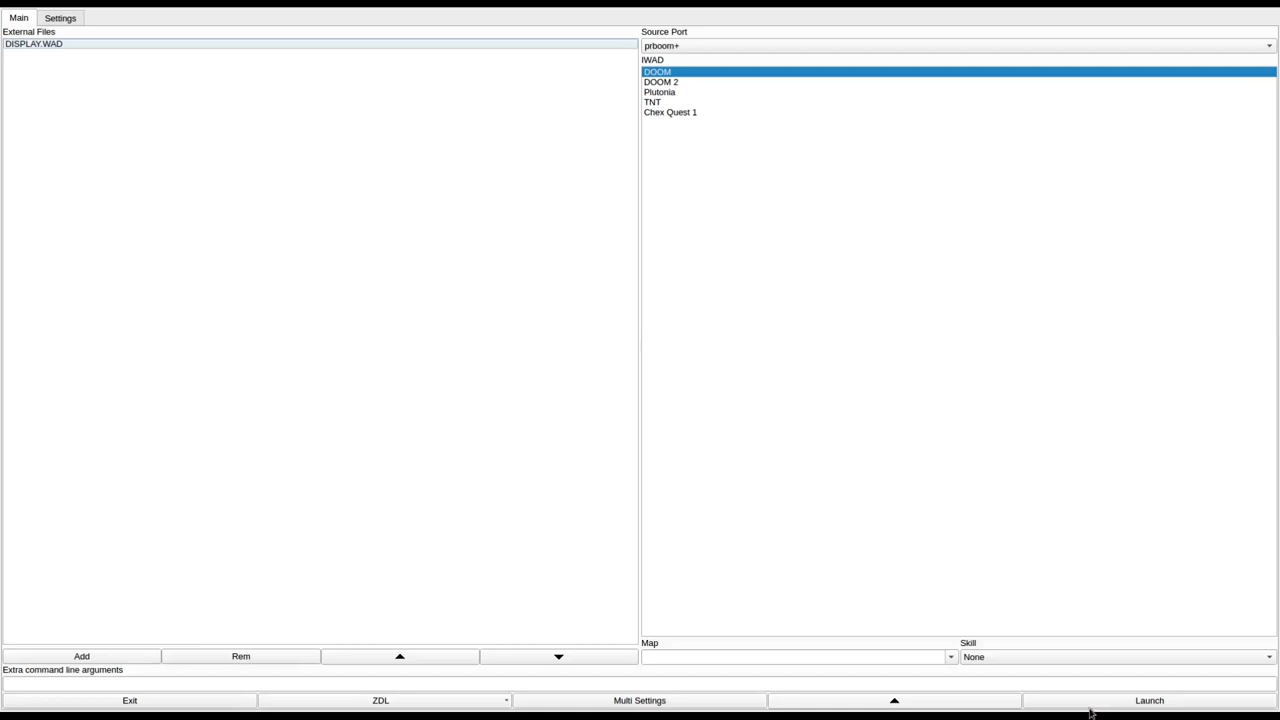 Main Settings
External Files
DISPLAY.WAD
Source Port
prboom+
IWAD
DOOM
DOOM 2
Plutonia
TNT
Chex Quest 1
Map Skill
None
Add Rem
Extra command line arguments
Exit ZDL Multi Settings Launch